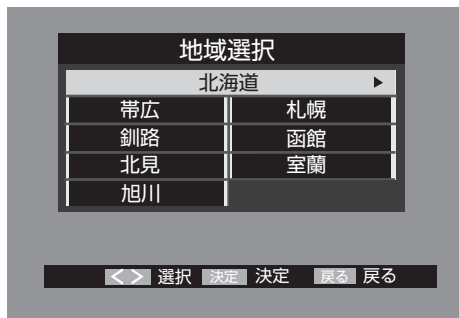 地域選択
北海道 ▶
帯広 札幌
釧路 函館
北見 室蘭
旭川
＜＞ 選択 決定 決定 戻る 戻る